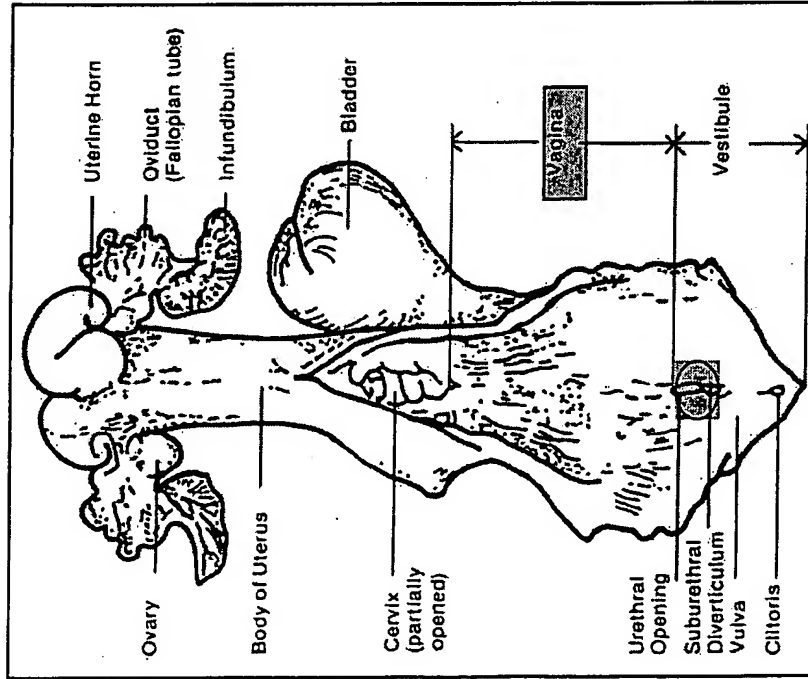 Uterine Horn
Oviduct
(Fallopian tube)
Infundibulum
Ovary
Body of Uterus
Bladder
Cervix
(partially
opened)
Vagina
Urethral
Opening
Suburethral
Diverticulum
Vulva
Clitoris
Vestibule